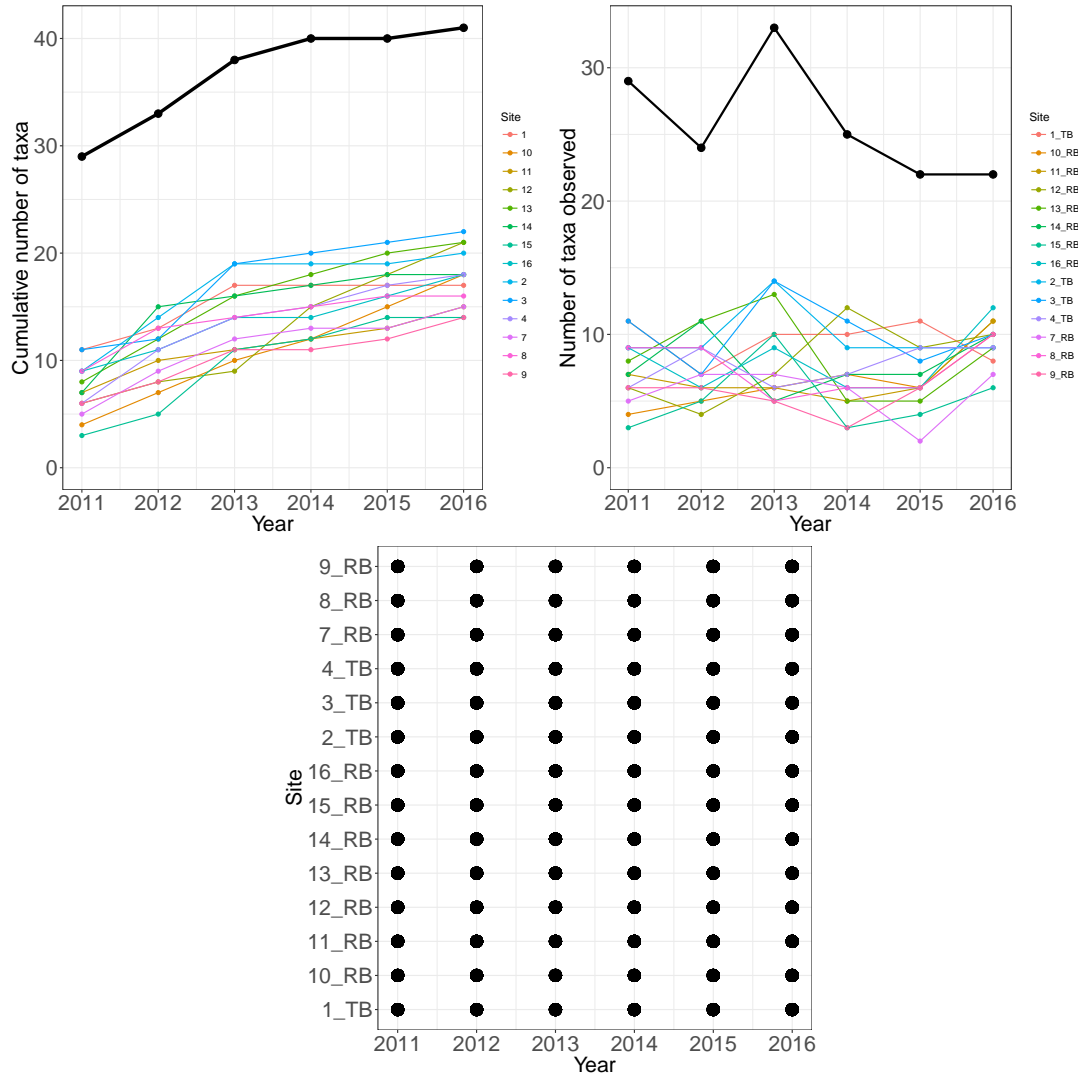 Cumulative number of taxa
40
30
20
10
0
2011 2012 2013 2014 2015 2016
Year
Site
1
10
11
12
13
14
15
16
2
3
4
7
8
9
Number of taxa observed
30
20
10
0
2011 2012 2013 2014 2015 2016
Year
Site
1_TB
10_RB
11_RB
12_RB
13_RB
14_RB
15_RB
16_RB
2_TB
3_TB
4_TB
7_RB
8_RB
9_RB
Site
9_RB
8_RB
7_RB
4_TB
3_TB
2_TB
16_RB
15_RB
14_RB
13_RB
12_RB
11_RB
10_RB
1_TB
2011 2012 2013 2014 2015 2016
Year